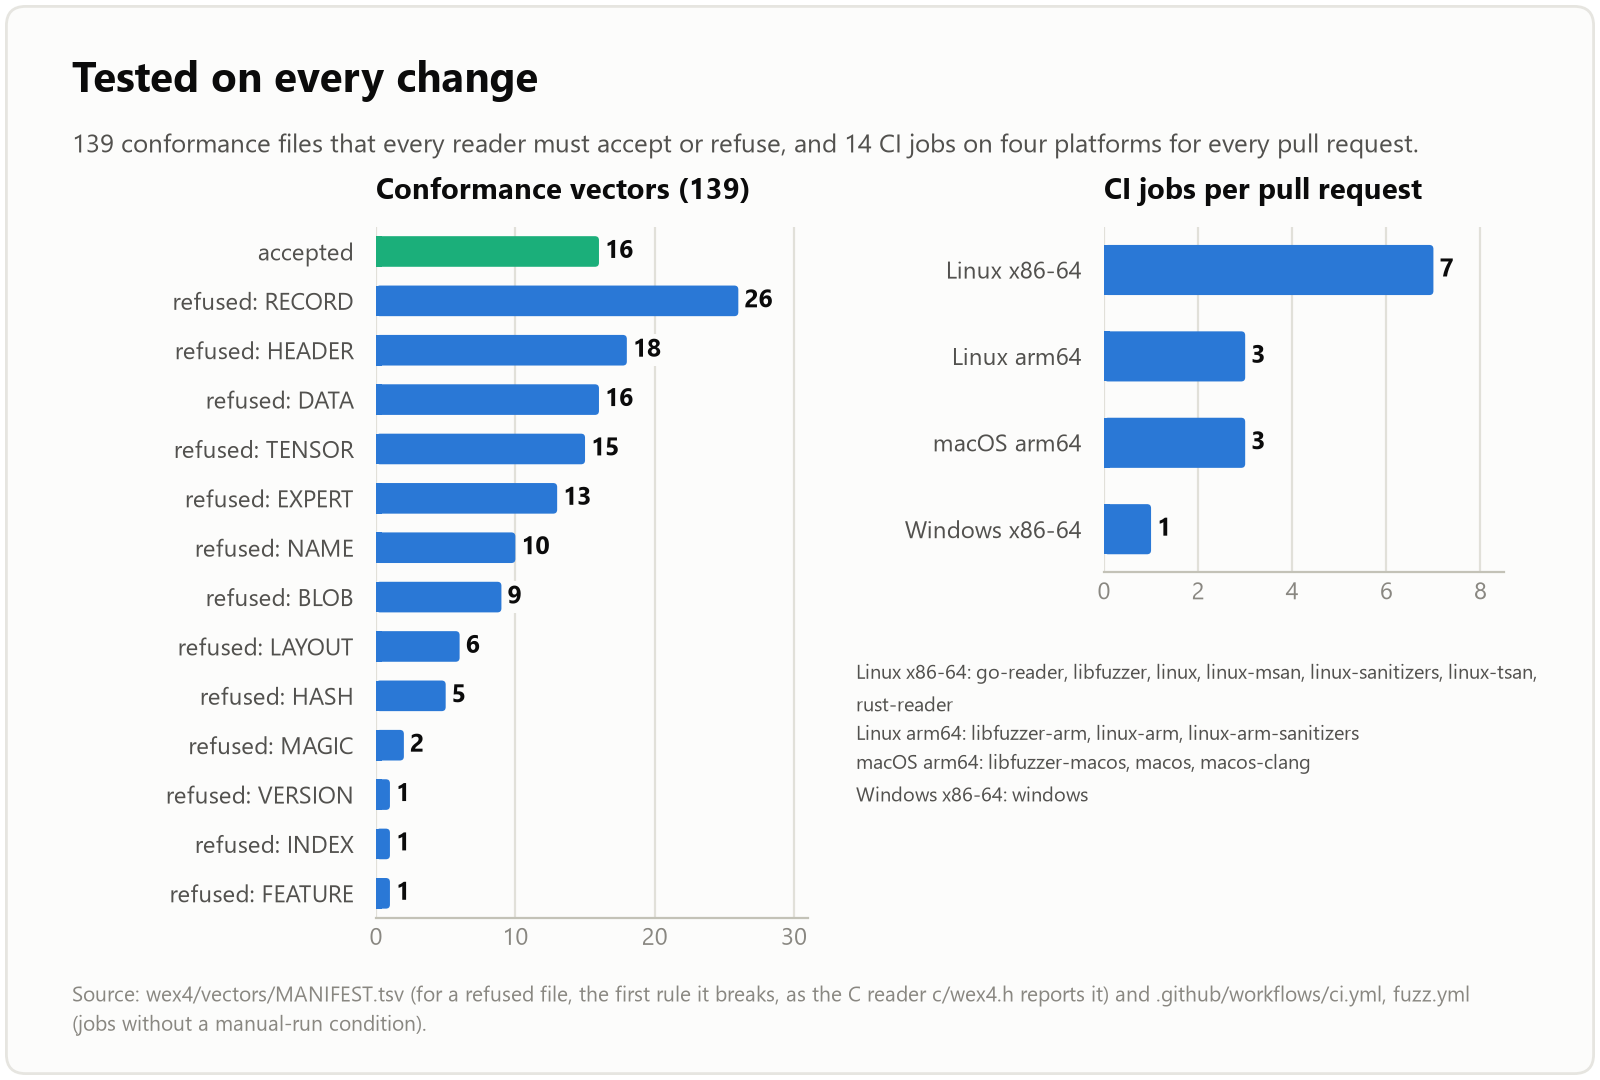 Tested on every change
139 conformance files that every reader must accept or refuse, and 14 CI jobs on four platforms for every pull request.
Conformance vectors (139)
accepted 16
refused: RECORD 26
refused: HEADER 18
refused: DATA 16
refused: TENSOR 15
refused: EXPERT 13
refused: NAME 10
refused: BLOB 9
refused: LAYOUT 6
refused: HASH 5
refused: MAGIC 2
refused: VERSION 1
refused: INDEX 1
refused: FEATURE 1
0 10 20 30
CI jobs per pull request
Linux x86-64 7
Linux arm64 3
macOS arm64 3
Windows x86-64 1
0 2 4 6 8
Linux x86-64: go-reader, libfuzzer, linux, linux-msan, linux-sanitizers, linux-tsan,
rust-reader
Linux arm64: libfuzzer-arm, linux-arm, linux-arm-sanitizers
macOS arm64: libfuzzer-macos, macos, macos-clang
Windows x86-64: windows
Source: wex4/vectors/MANIFEST.tsv (for a refused file, the first rule it breaks, as the C reader c/wex4.h reports it) and .github/workflows/ci.yml, fuzz.yml
(jobs without a manual-run condition).